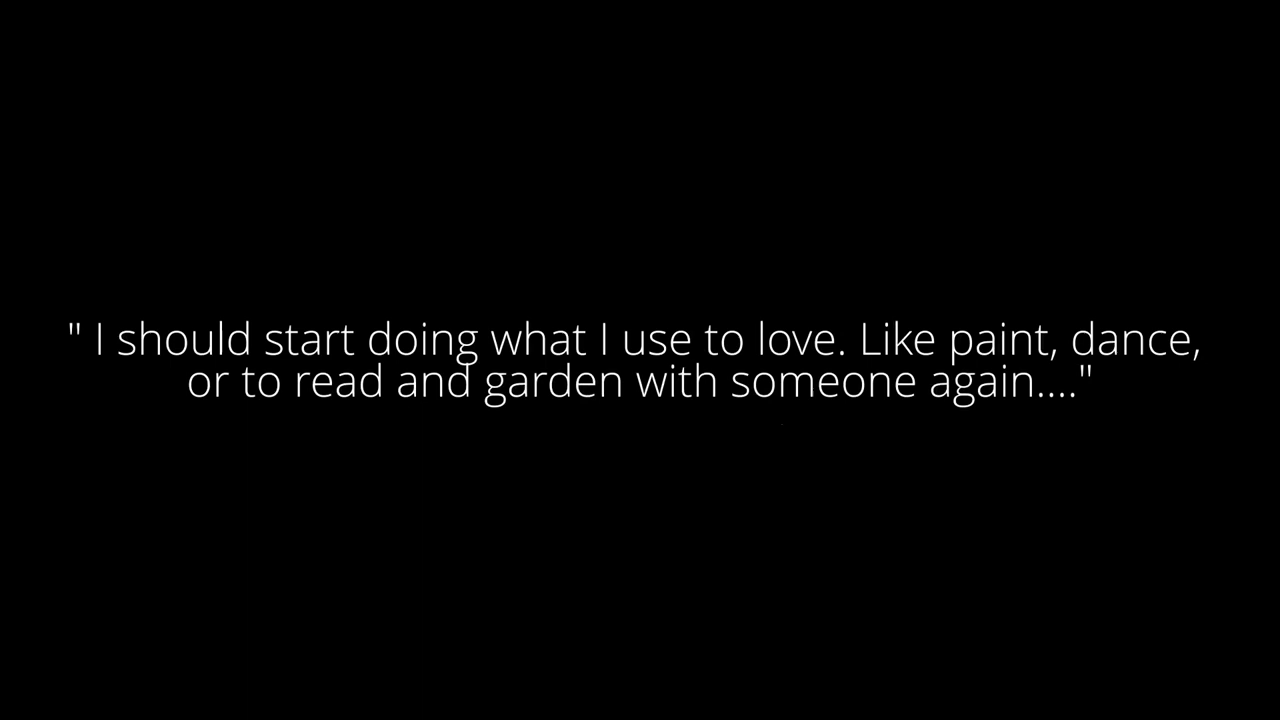 " I should start doing what I use to love. Like paint, dance,
or to read and garden with someone again...."